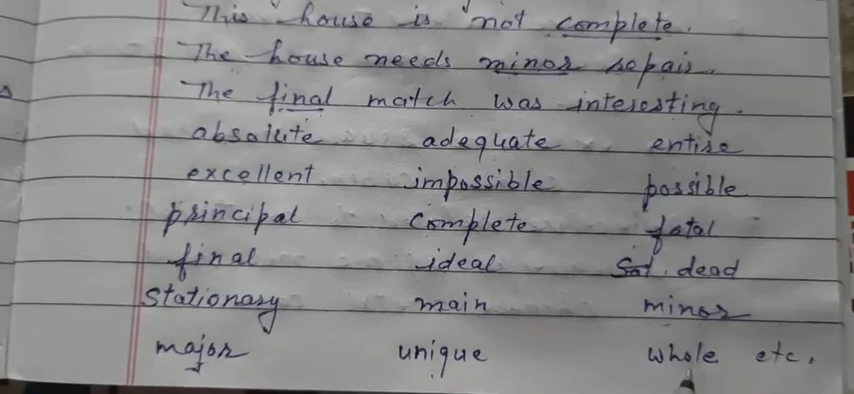 This house is not complete.
The house needs minor repair.
The final match was interesting.
absolute adequate entire
excellent impossible possible
principal complete fatal
final ideal dead
stationary main minor
major unique whole etc.